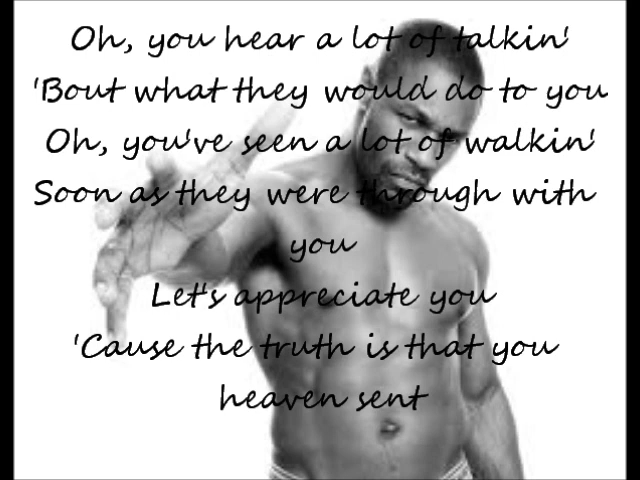 Oh, you hear a lot of talkin'
'Bout what they would do to you
Oh, you've seen a lot of walkin'
Soon as they were through with
you
Let's appreciate you
'Cause the truth is that you
heaven sent